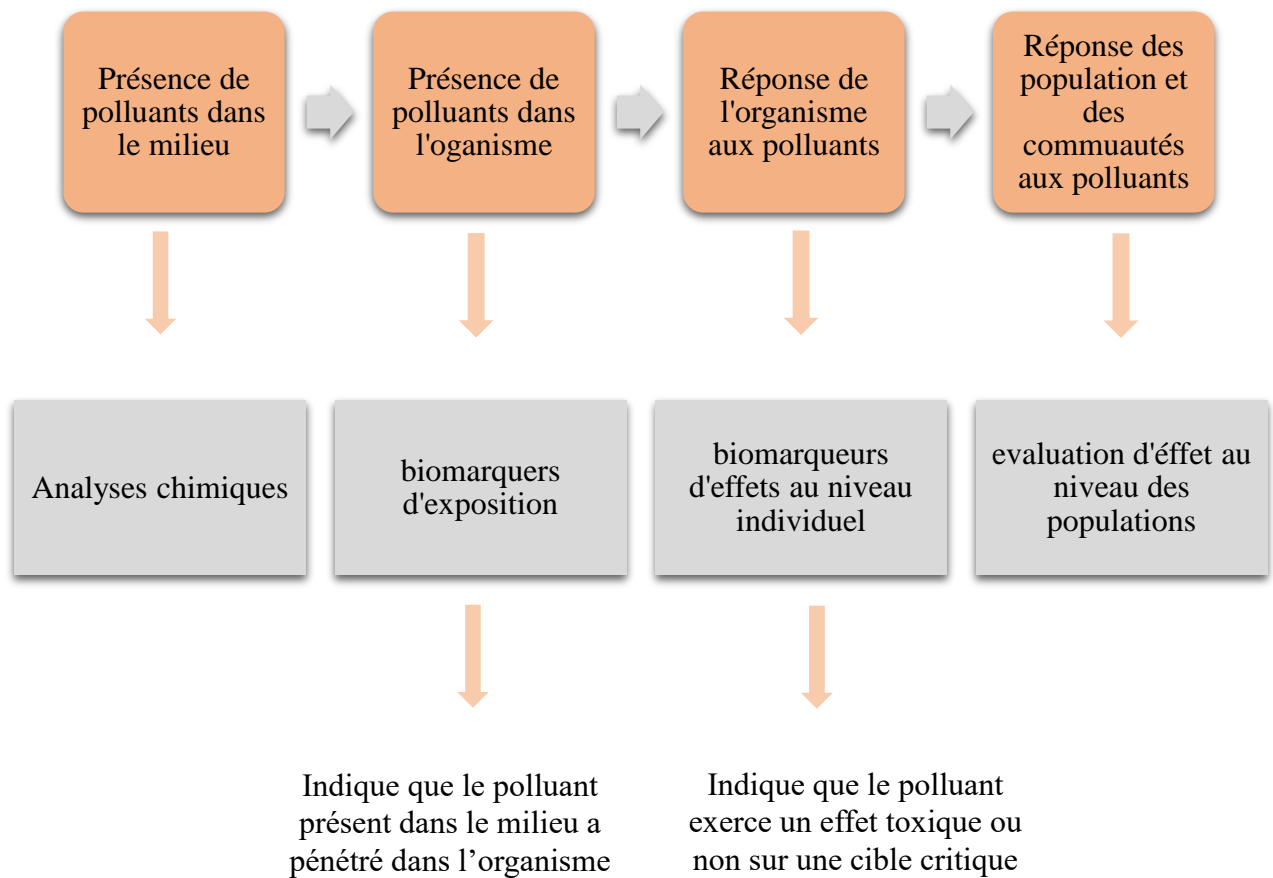 Présence de
polluants dans
le milieu
Présence de
polluants dans
l'oganisme
Réponse de
l'organisme
aux polluants
Réponse des
population et
des
commuautés
aux polluants
Analyses chimiques
biomarquers
d'exposition
biomarqueurs
d'effets au niveau
individuel
evaluation d'éffet au
niveau des
populations
Indique que le polluant
présent dans le milieu a
pénétré dans l’organisme
Indique que le polluant
exerce un effet toxique ou
non sur une cible critique